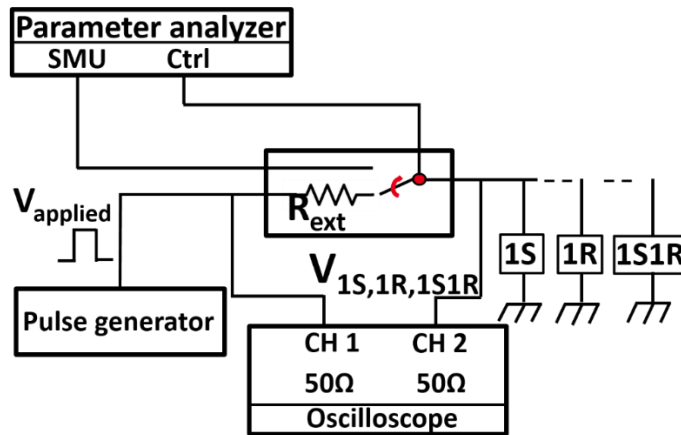 Parameter analyzer
SMU Ctrl
Rext
Vapplied
V1S,1R,1S1R
1S 1R 1S1R
Pulse generator
CH 1 CH 2
50Ω 50Ω
Oscilloscope